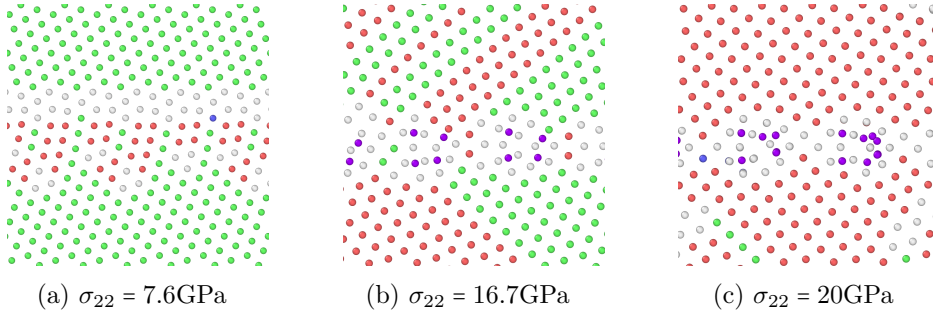 (a) σ₂₂ = 7.6GPa
(b) σ₂₂ = 16.7GPa
(c) σ₂₂ = 20GPa